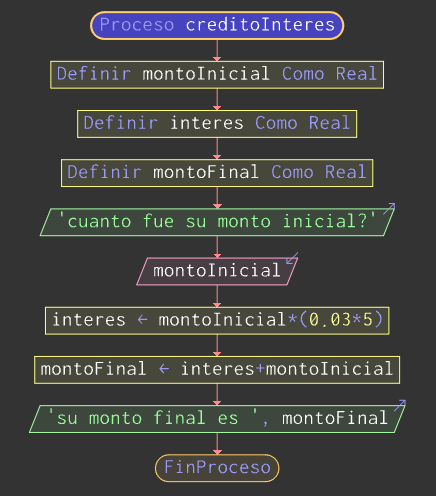 Proceso creditoInteres
Definir montoInicial Como Real
Definir interes Como Real
Definir montoFinal Como Real
'cuanto fue su monto inicial?'
montoInicial
interes ← montoInicial*(0.03*5)
montoFinal ← interes+montoInicial
'su monto final es ', montoFinal
FinProceso